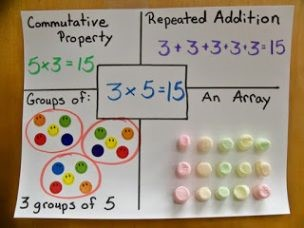 Commutative
Property
5×3=15
Repeated Addition
3+3+3+3+3=15
3×5=15
Groups of:
3 groups of 5
An Array